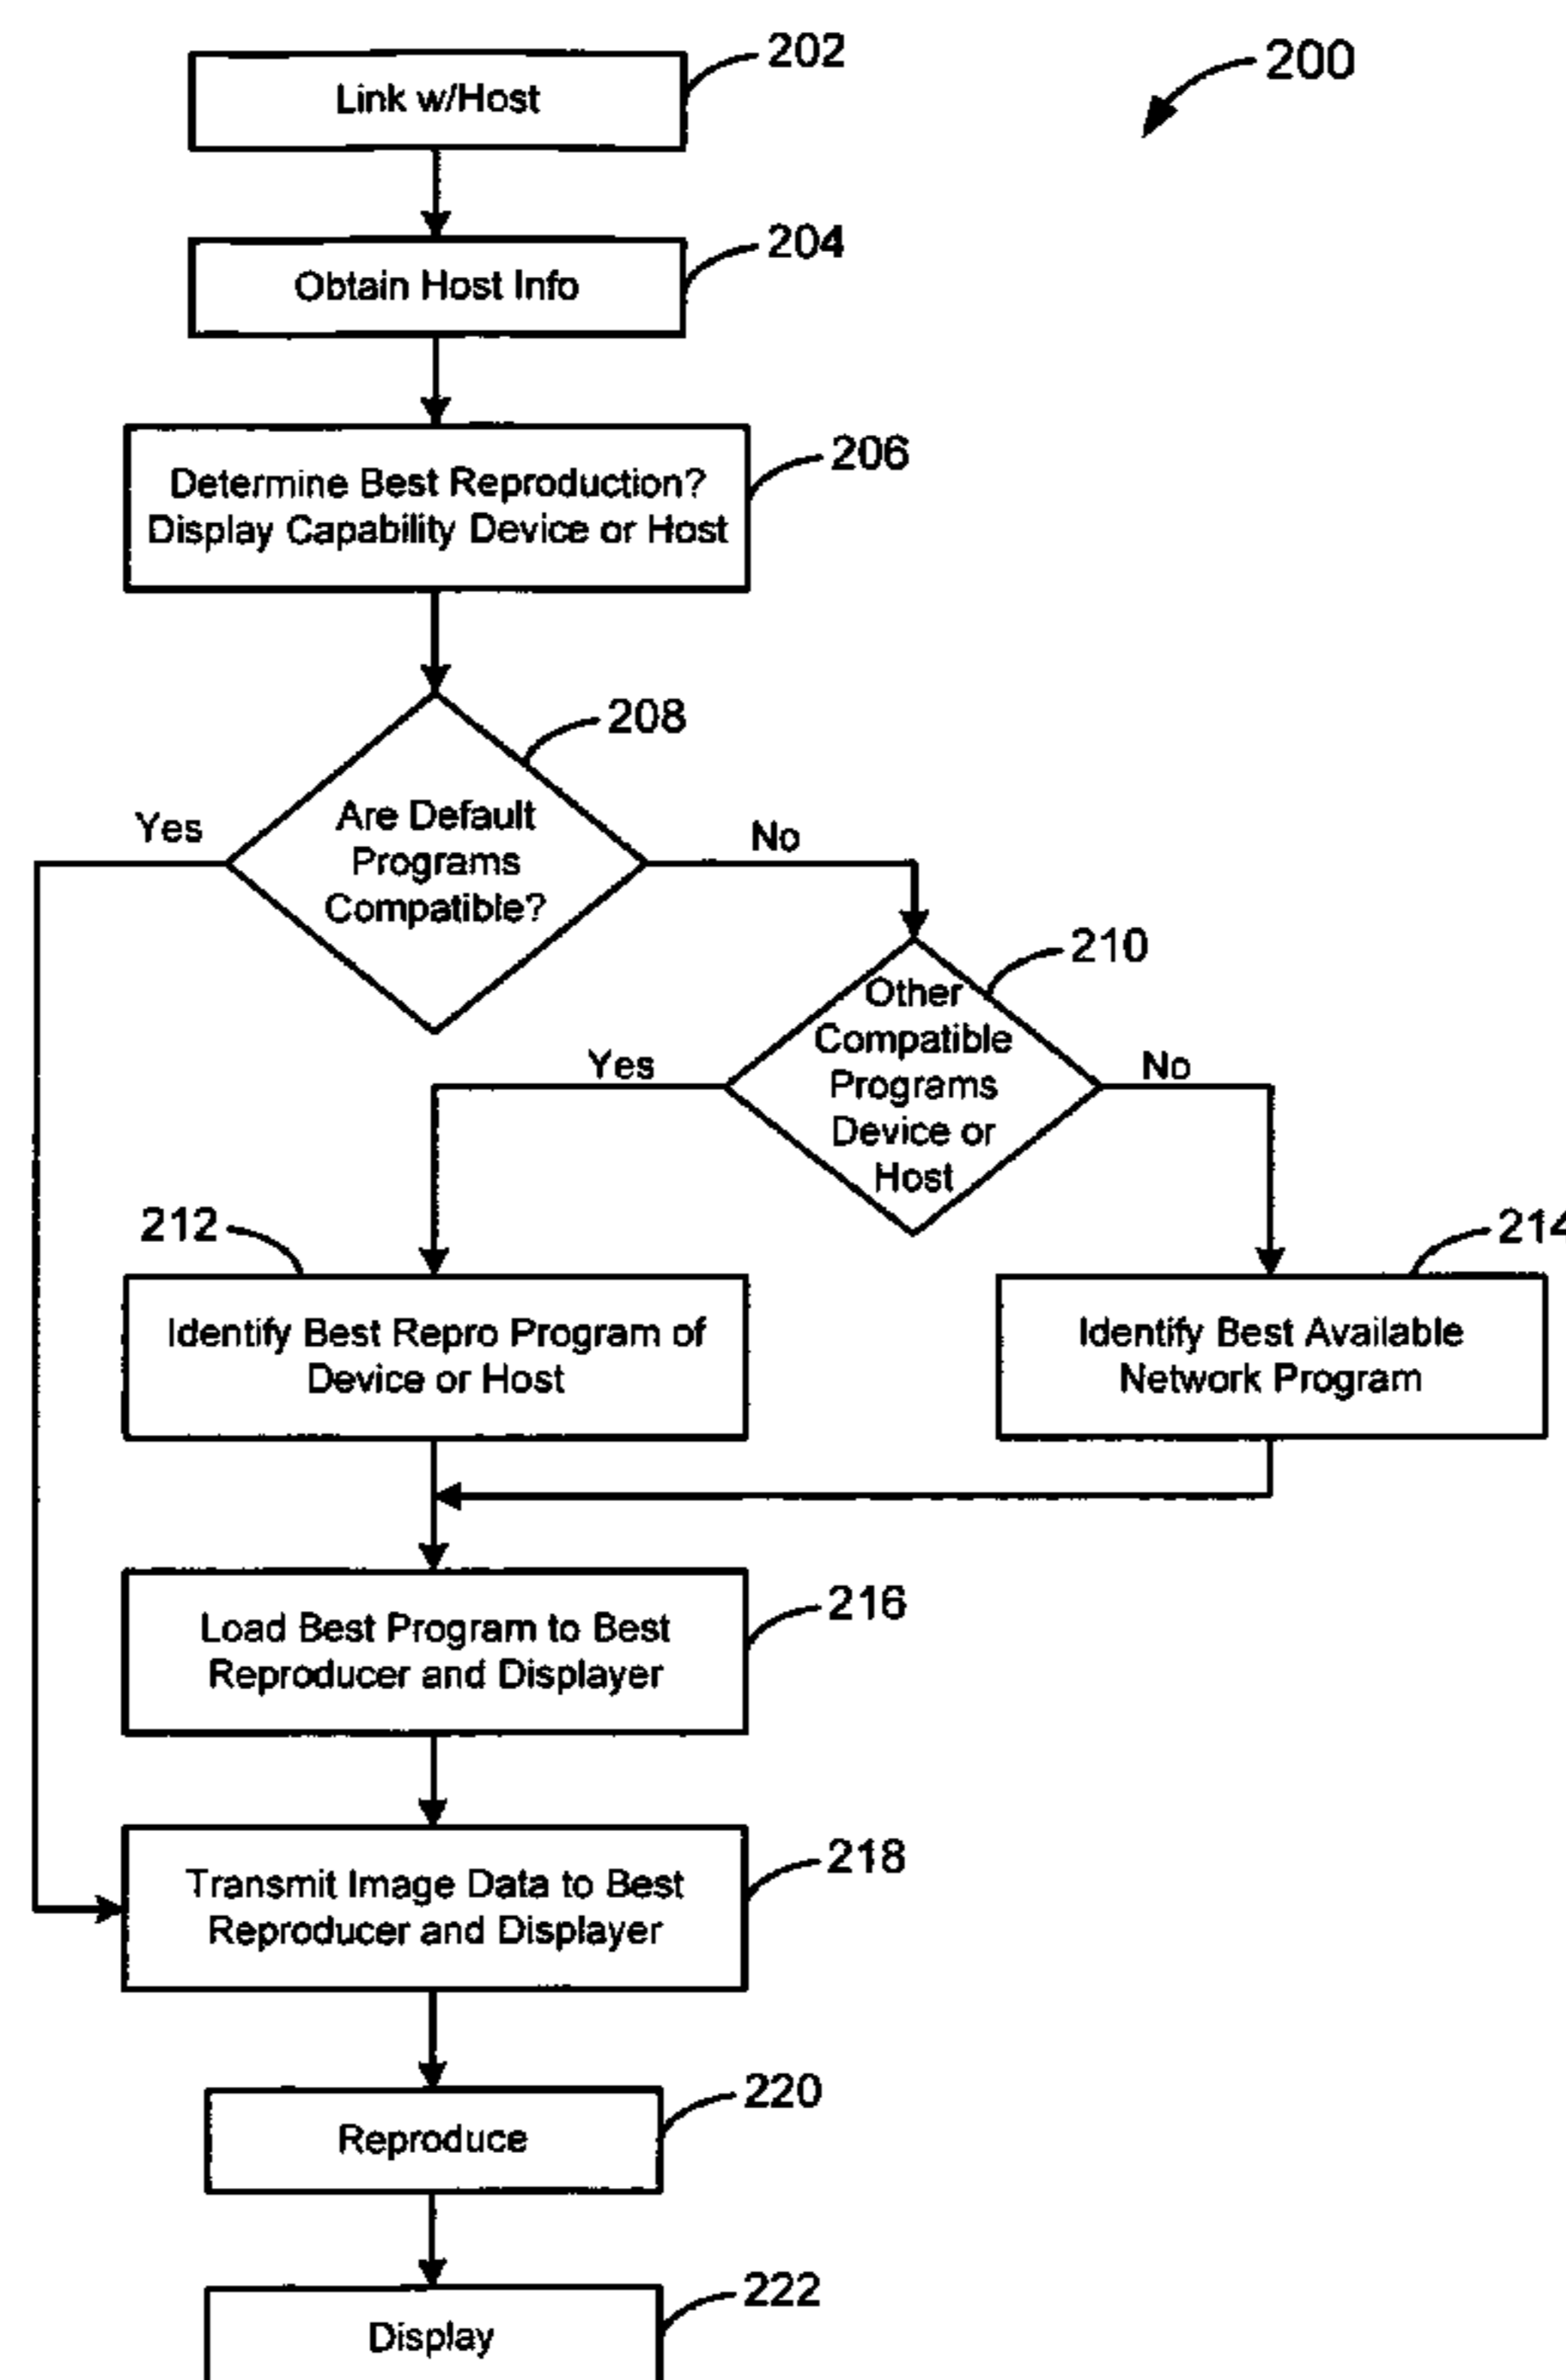 202
200
Link w/Host
204
Obtain Host Info
206
Determine Best Reproduction?
Display Capability Device or Host
208
Yes
Are Default
Programs
Compatible?
No
210
Other
Compatible
Programs
Device or
Host
Yes
No
212
214
Identify Best Repro Program of
Device or Host
Identify Best Available
Network Program
216
Load Best Program to Best
Reproducer and Displayer
218
Transmit Image Data to Best
Reproducer and Displayer
220
Reproduce
222
Display